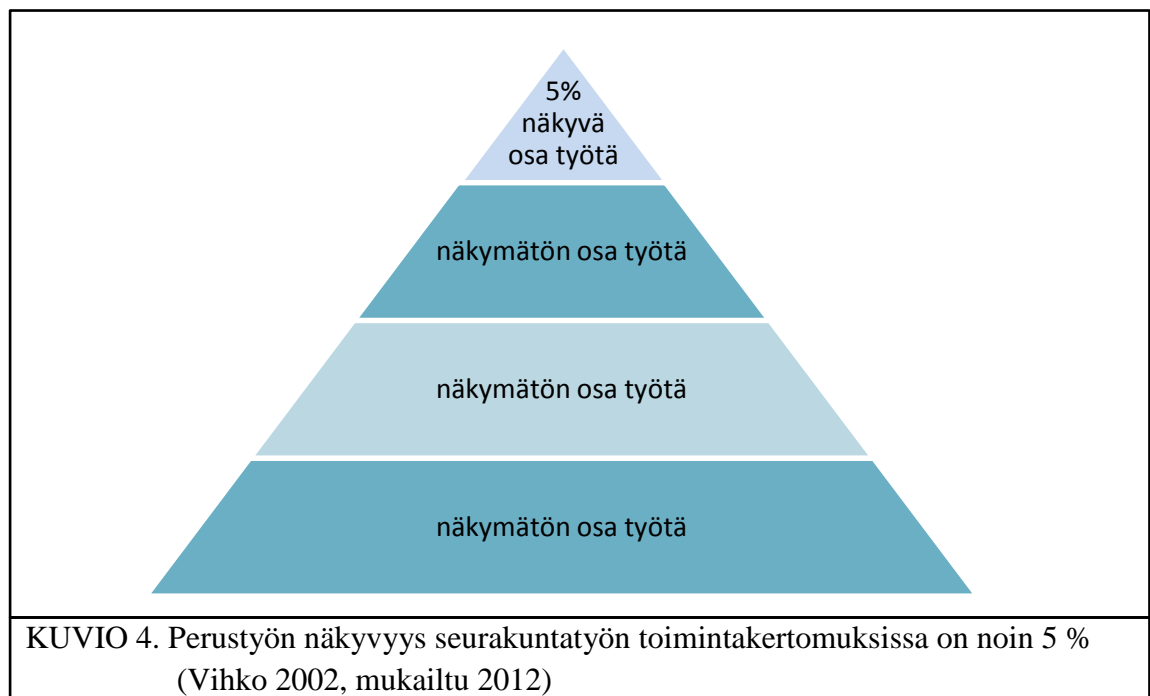 5%
näkyvä
osa työtä
näkymätön osa työtä
näkymätön osa työtä
näkymätön osa työtä
KUVIO 4. Perustyön näkyvyys seurakuntatyön toimintakertomuksissa on noin 5 %
(Vihko 2002, mukailtu 2012)